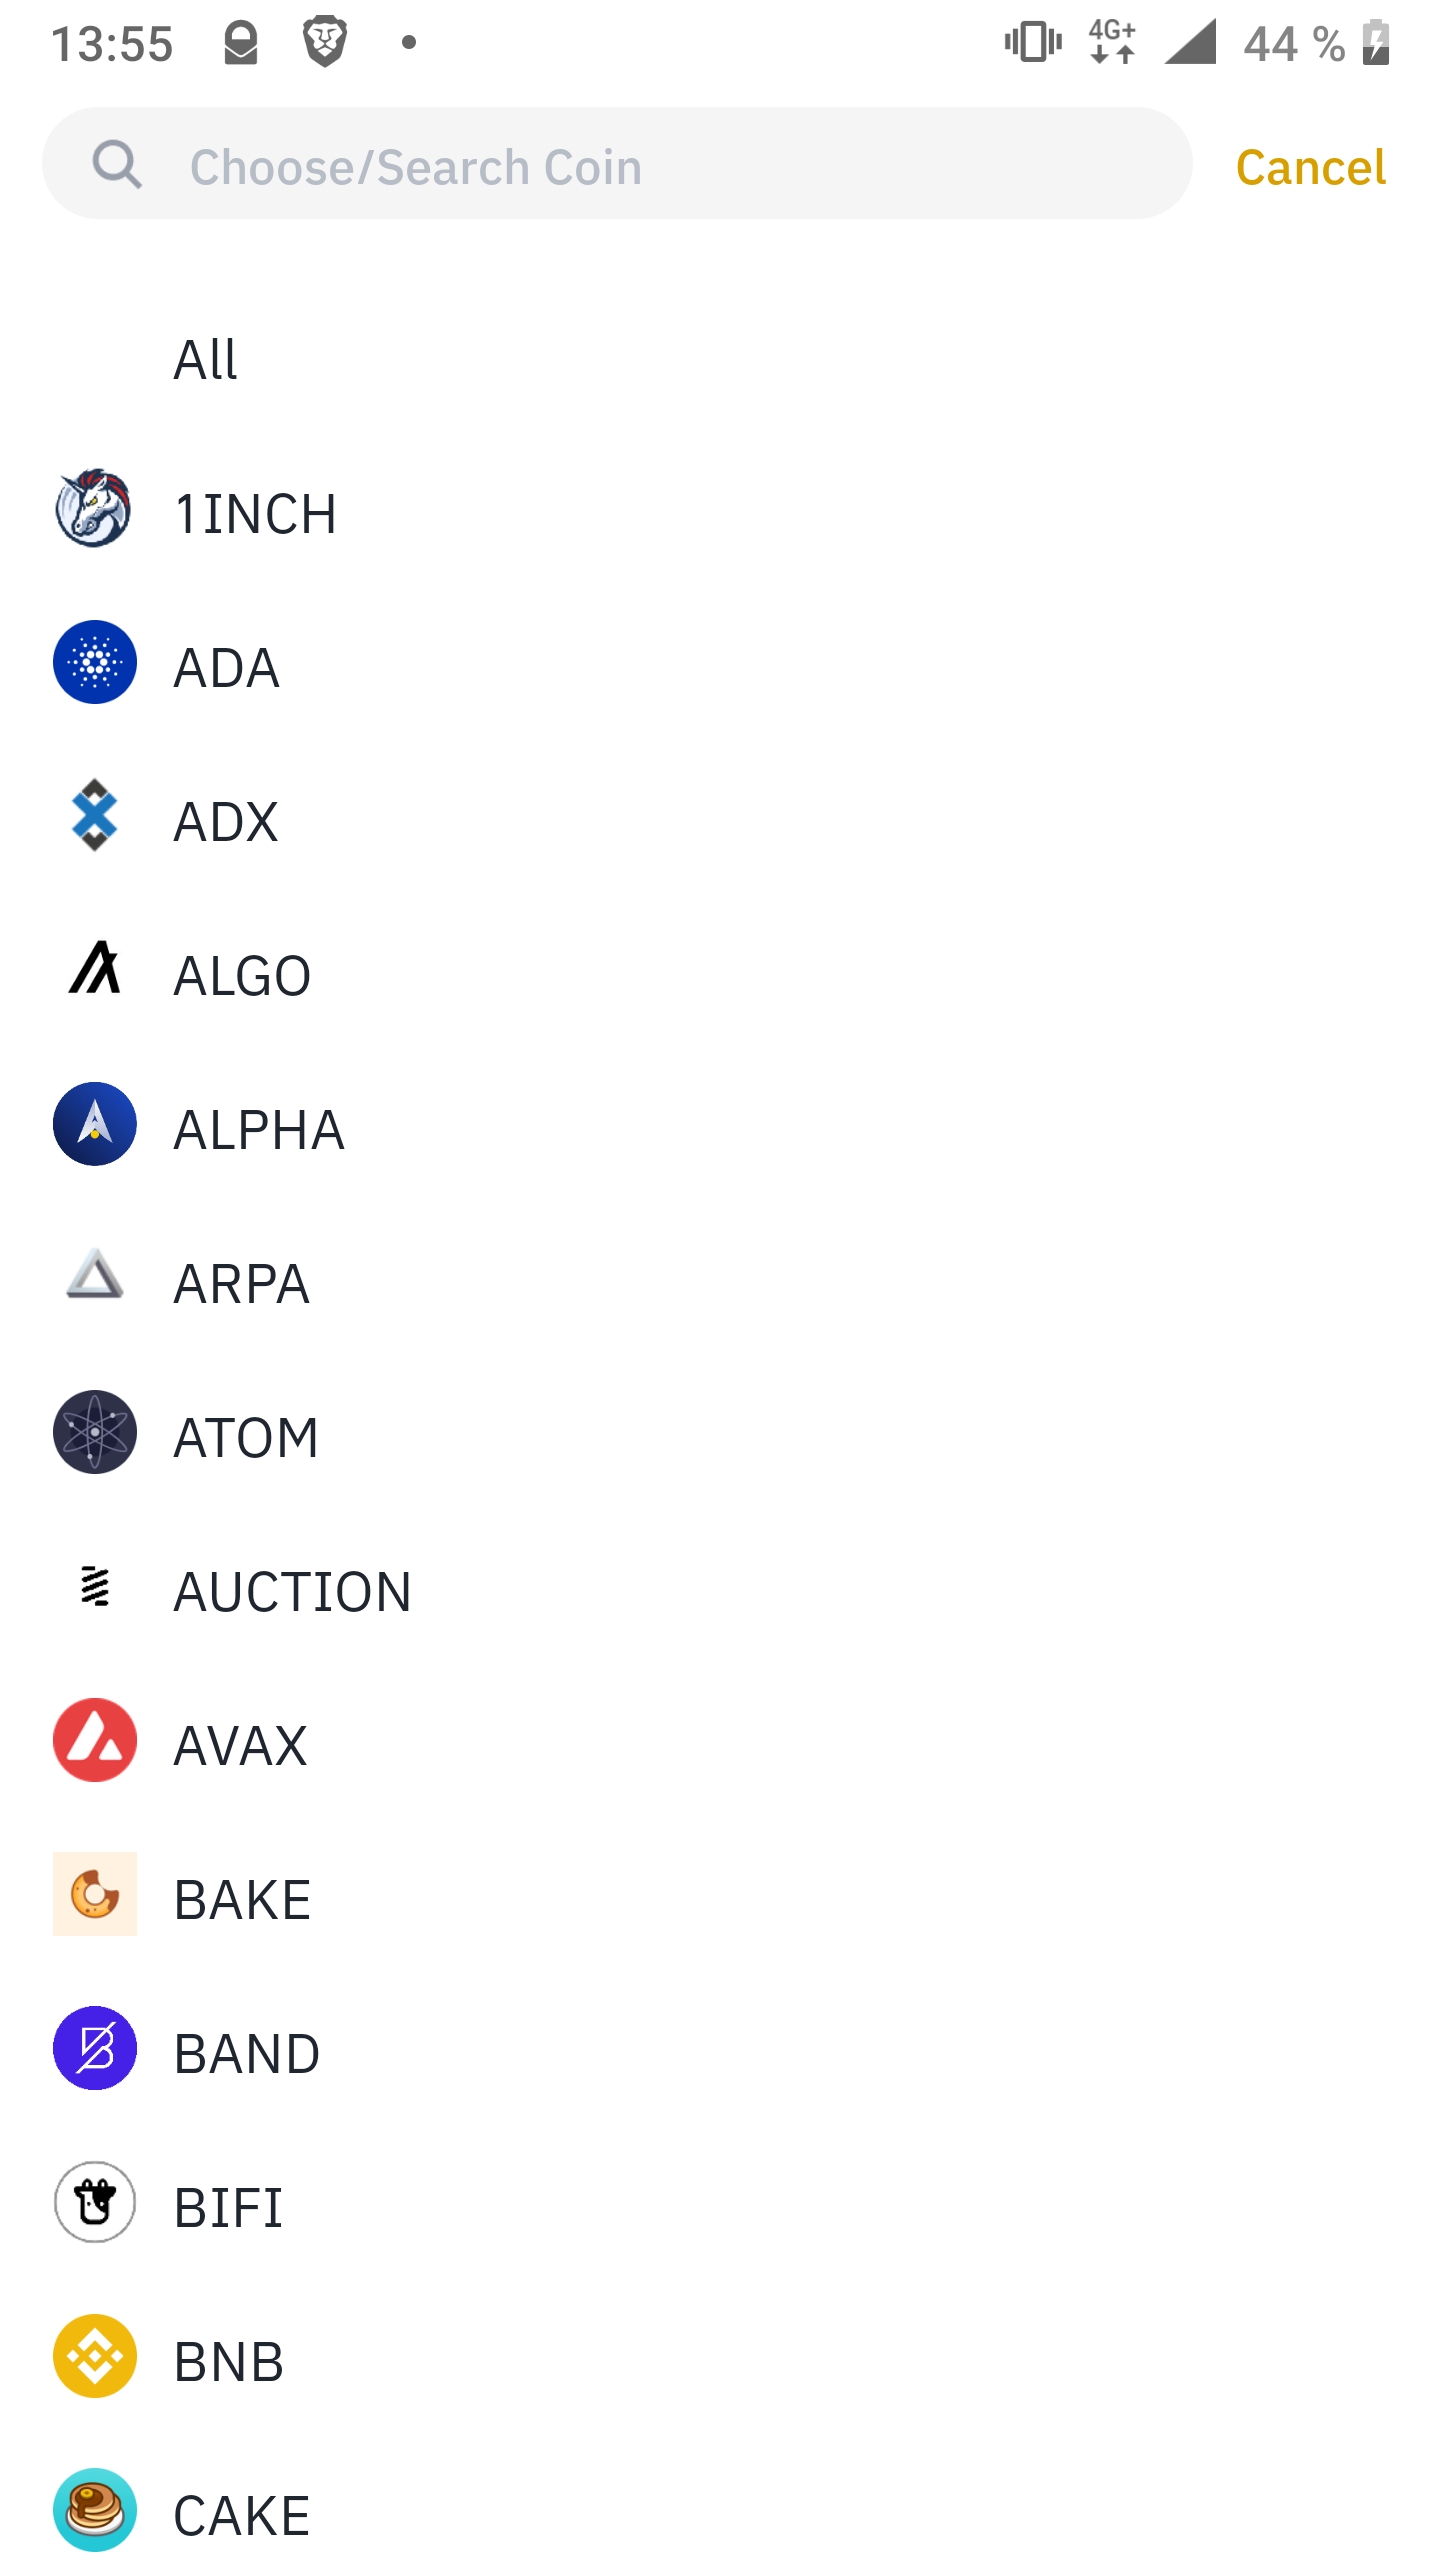 13:55 4G+ 44 %
Choose/Search Coin Cancel
All
1INCH
ADA
ADX
ALGO
ALPHA
ARPA
ATOM
AUCTION
AVAX
BAKE
BAND
BIFI
BNB
CAKE